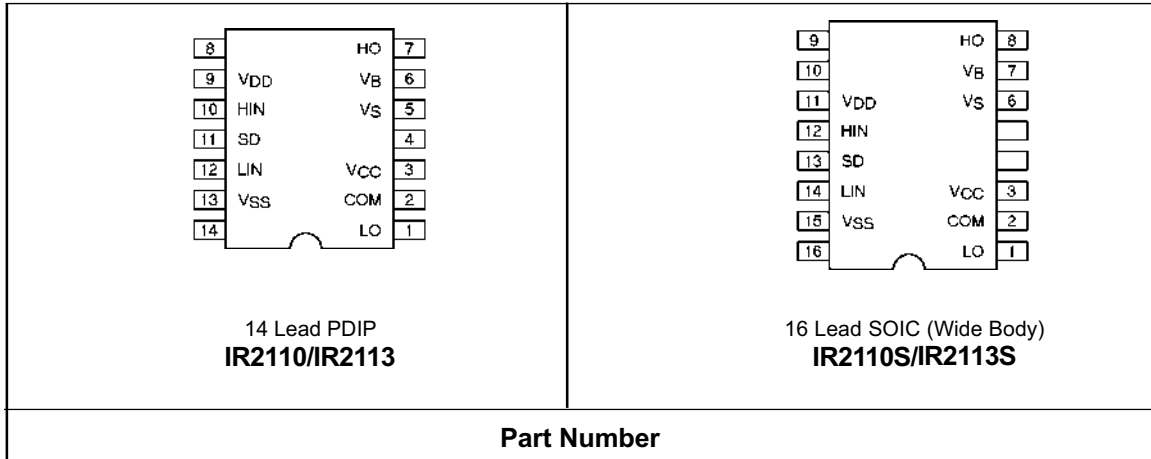 8 HO 7
9 VDD VB 6
10 HIN VS 5
11 SD 4
12 LIN VCC 3
13 VSS COM 2
14 LO 1
14 Lead PDIP
IR2110/IR2113
9 HO 8
10 VB 7
11 VDD VS 6
12 HIN
13 SD
14 LIN VCC 3
15 VSS COM 2
16 LO 1
16 Lead SOIC (Wide Body)
IR2110S/IR2113S
Part Number